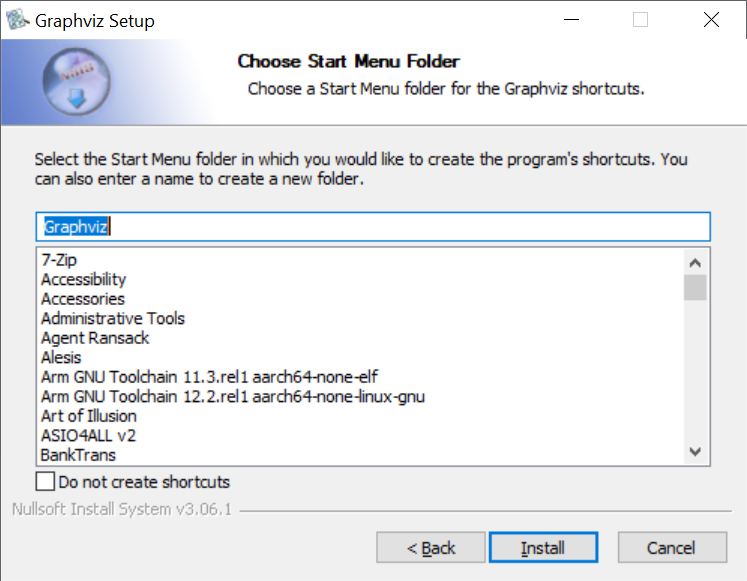 Graphviz Setup
Choose Start Menu Folder
Choose a Start Menu folder for the Graphviz shortcuts.
Select the Start Menu folder in which you would like to create the program's shortcuts. You
can also enter a name to create a new folder.
Graphviz
7-Zip
Accessibility
Accessories
Administrative Tools
Agent Ransack
Alesis
Arm GNU Toolchain 11.3.rel1 aarch64-none-elf
Arm GNU Toolchain 12.2.rel1 aarch64-none-linux-gnu
Art of Illusion
ASIO4ALL v2
BankTrans
Do not create shortcuts
Nullsoft Install System v3.06.1
< Back
Install
Cancel